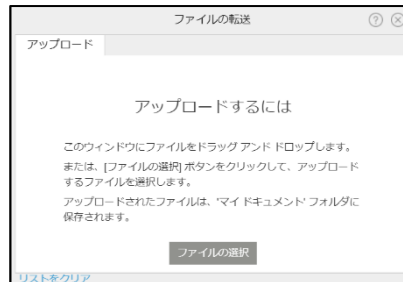 ファイルの転送
アップロード
アップロードするには
このウィンドウにファイルをドラッグ アンド ドロップします。
または、[ファイルの選択] ボタンをクリックして、アップロード
するファイルを選択します。
アップロードされたファイルは、'マイ ドキュメント' フォルダに
保存されます。
ファイルの選択
リストをクリア